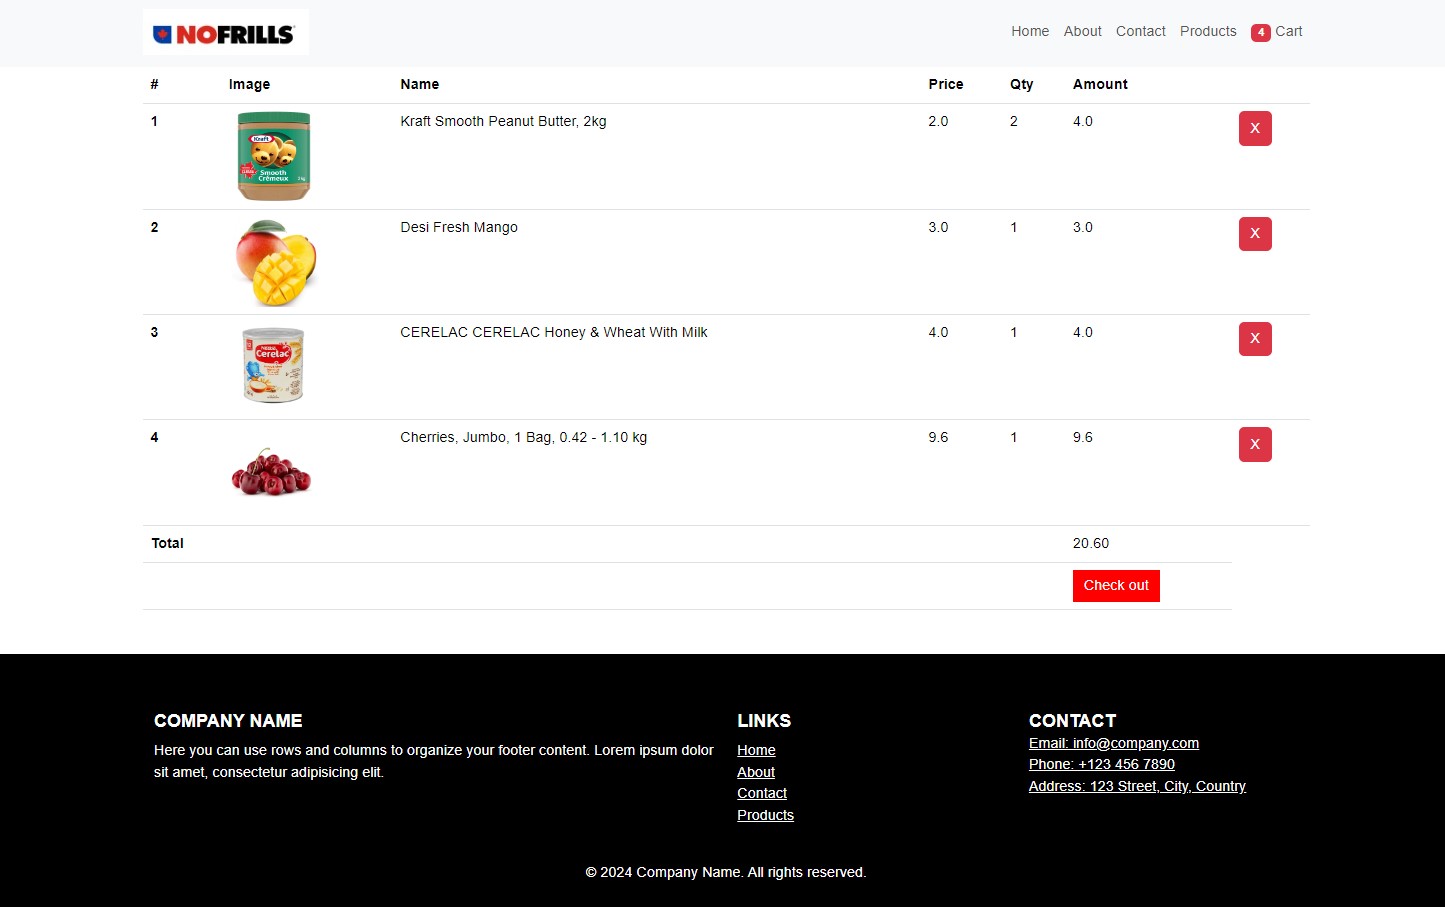 NOFRILLS
Home About Contact Products 4 Cart
# Image Name Price Qty Amount
1 Kraft Smooth Peanut Butter, 2kg 2.0 2 4.0 X
Kraft
Smooth
Crémeux
2 Desi Fresh Mango 3.0 1 3.0 X
3 CERELAC CERELAC Honey & Wheat With Milk 4.0 1 4.0 X
Cerelac
4 Cherries, Jumbo, 1 Bag, 0.42 - 1.10 kg 9.6 1 9.6 X
Total 20.60
Check out
COMPANY NAME
Here you can use rows and columns to organize your footer content. Lorem ipsum dolor
sit amet, consectetur adipisicing elit.
LINKS
Home
About
Contact
Products
CONTACT
Email: info@company.com
Phone: +123 456 7890
Address: 123 Street, City, Country
© 2024 Company Name. All rights reserved.